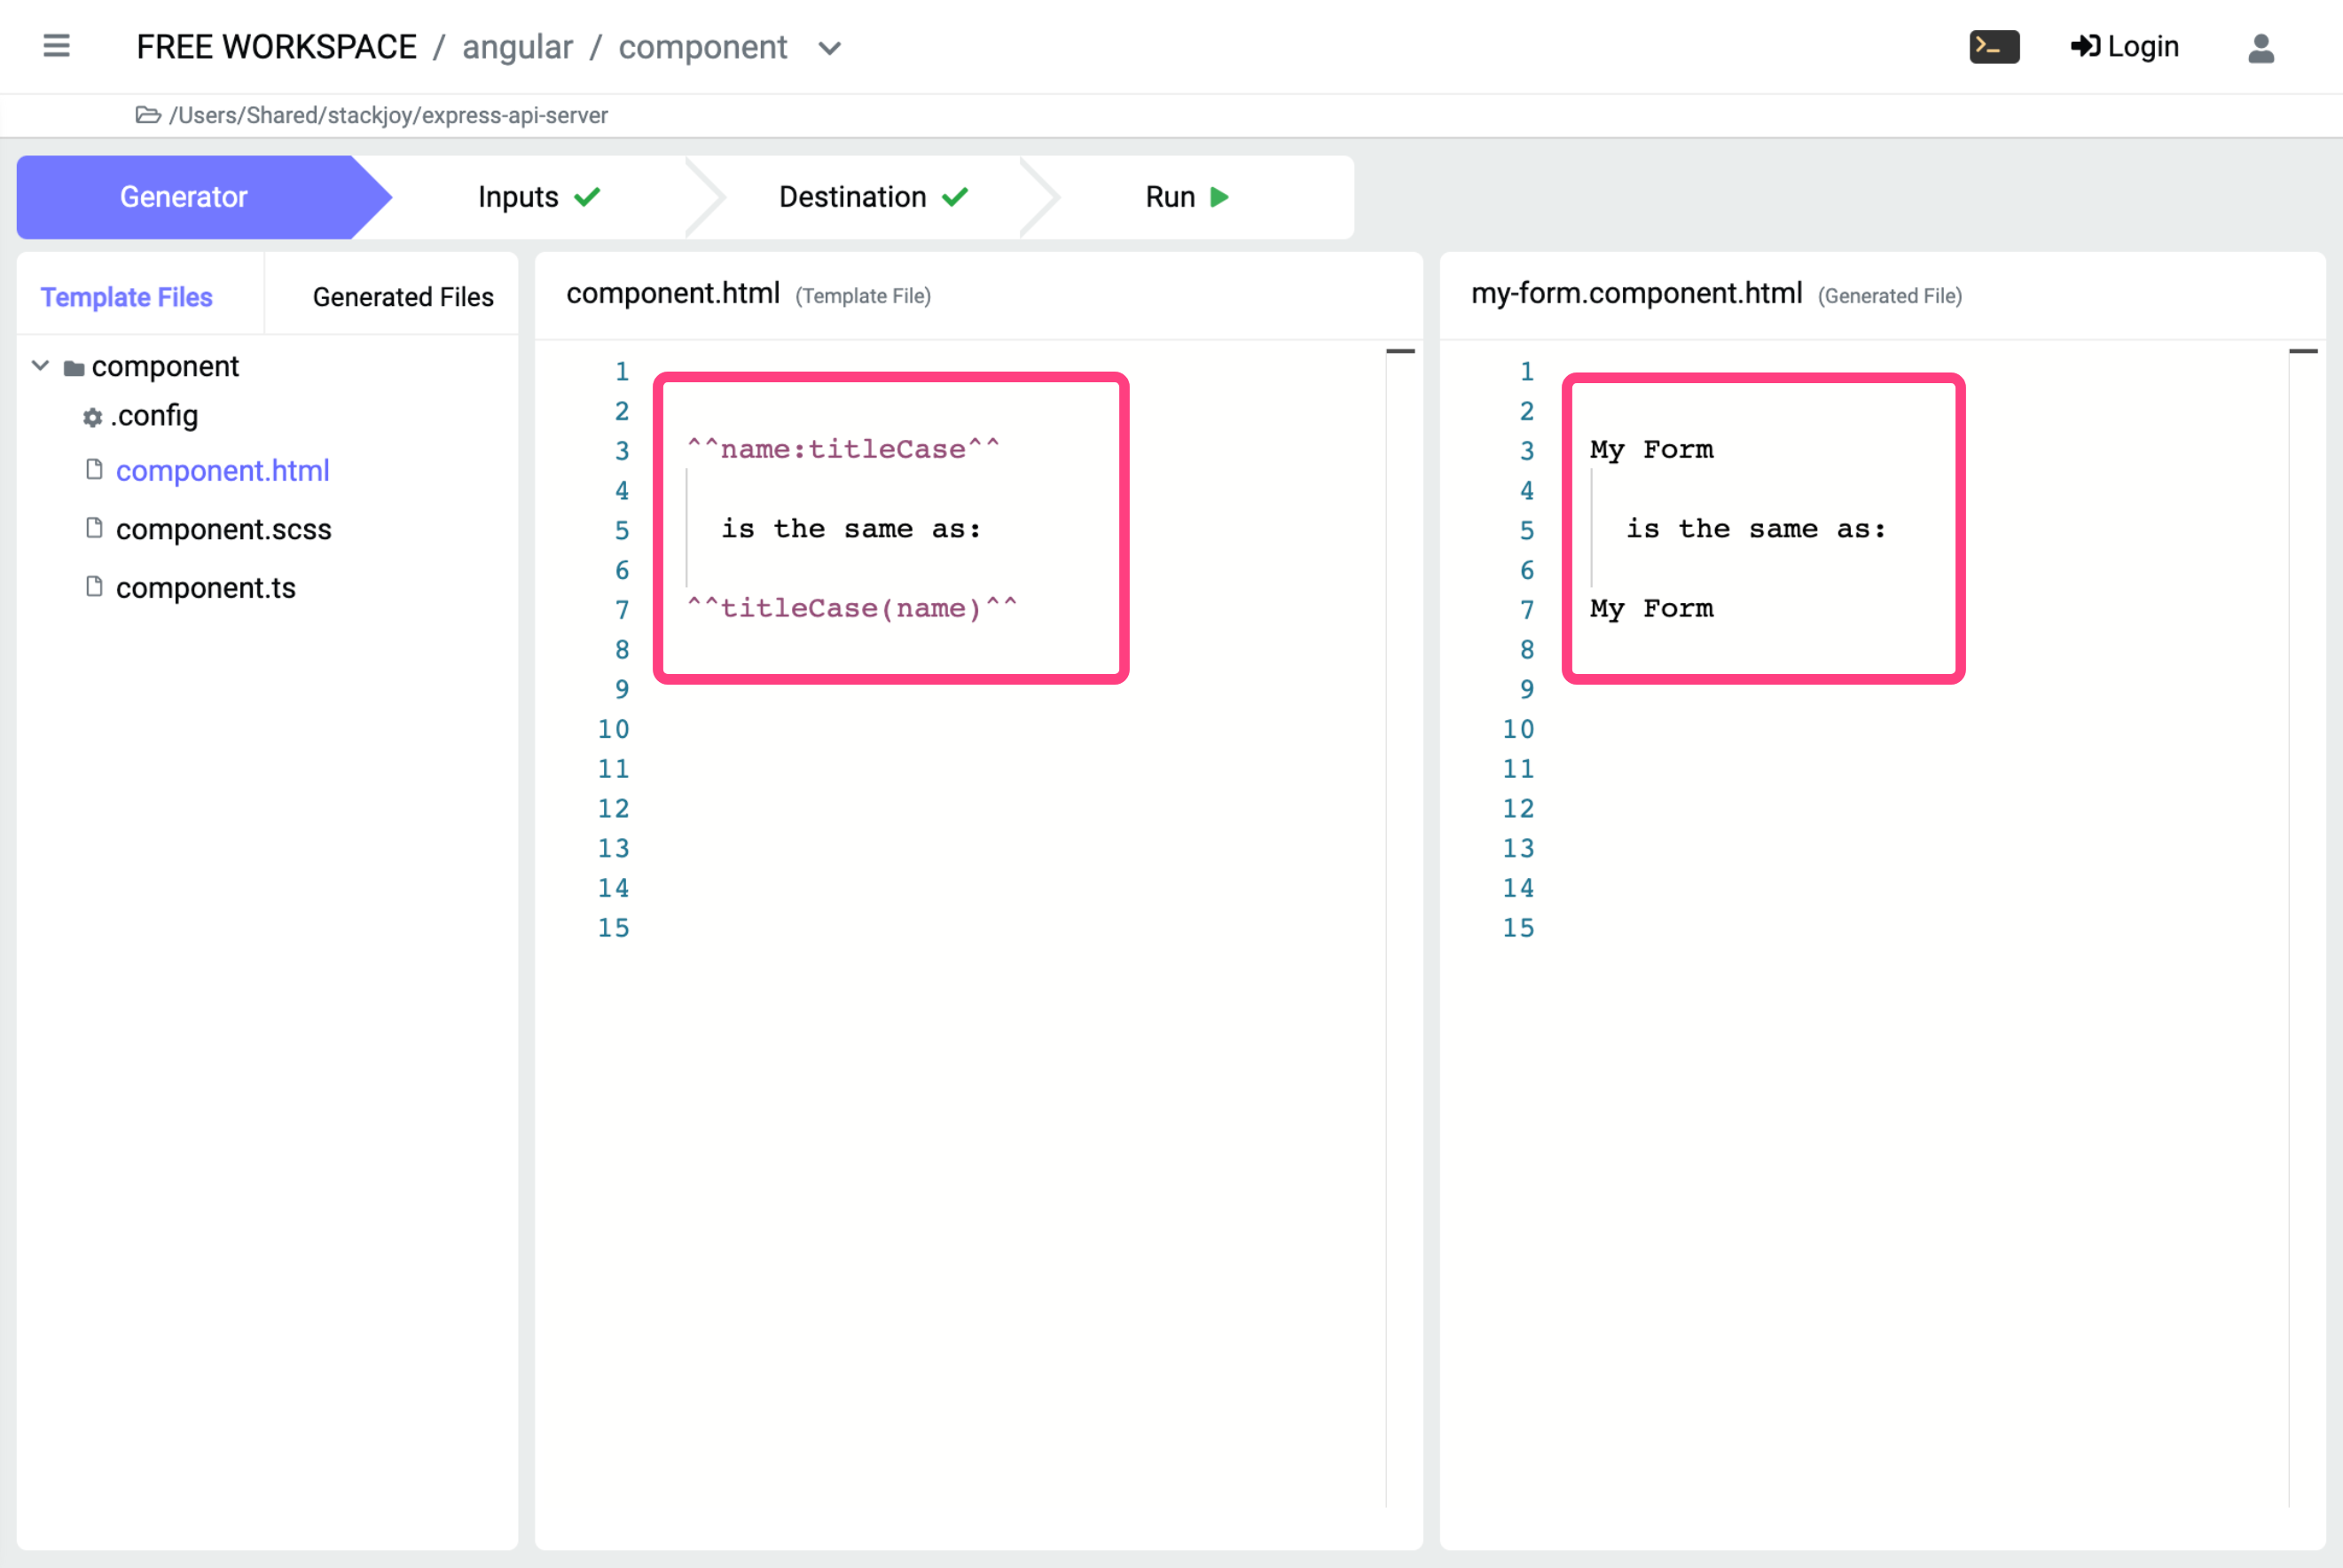 FREE WORKSPACE / angular / component
Login
/Users/Shared/stackjoy/express-api-server
Generator
Inputs
Destination
Run
Template Files
Generated Files
component
.config
component.html
component.scss
component.ts
component.html (Template File)
1
2
3 ^^name:titleCase^^
4
5 is the same as:
6
7 ^^titleCase(name)^^
8
9
10
11
12
13
14
15
my-form.component.html (Generated File)
1
2
3 My Form
4
5 is the same as:
6
7 My Form
8
9
10
11
12
13
14
15